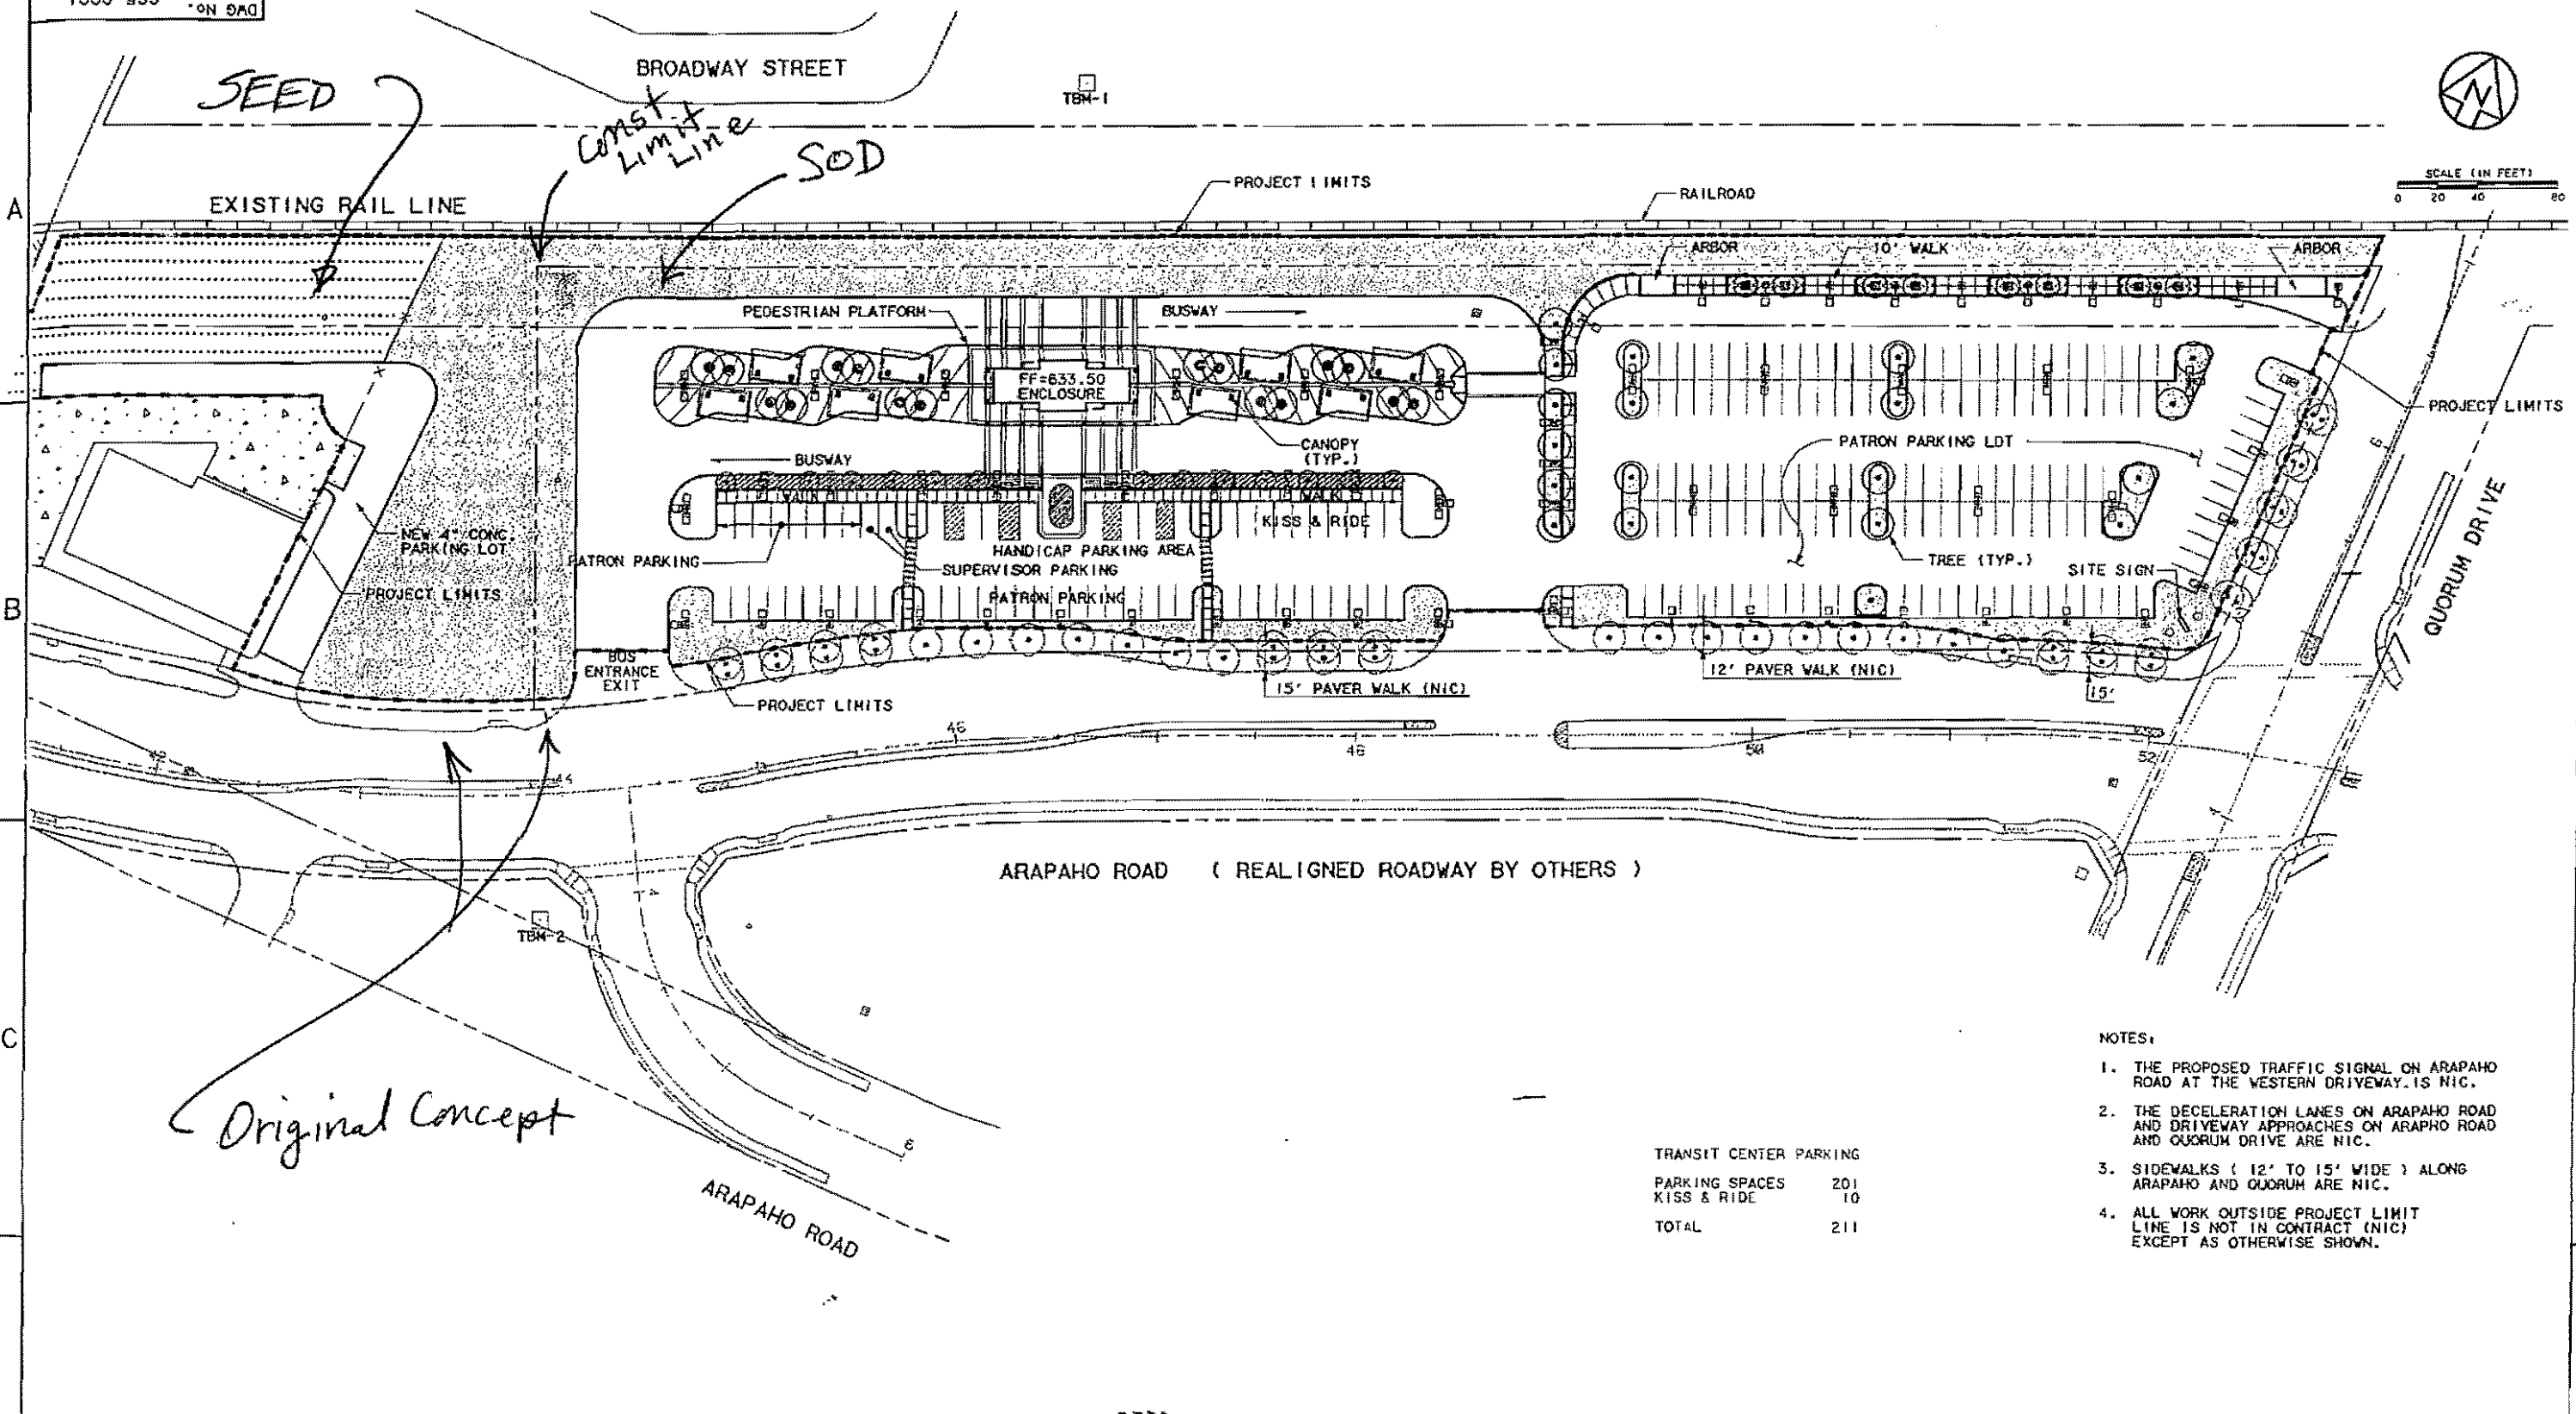 DWG No.
BROADWAY STREET
TBM-1
SEED
Const.
Limit
Line
SOD
SCALE (IN FEET)
0 20 40 80
PROJECT LIMITS
RAILROAD
A
EXISTING RAIL LINE
ARBOR
10' WALK
ARBOR
PEDESTRIAN PLATFORM
BUSWAY
FF=633.50
ENCLOSURE
PROJECT LIMITS
CANOPY
(TYP.)
PATRON PARKING LOT
BUSWAY
WALK
WALK
KISS & RIDE
NEW 4" CONC.
PARKING LOT
HANDICAP PARKING AREA
PATRON PARKING
SUPERVISOR PARKING
TREE (TYP.)
SITE SIGN
QUORUM DRIVE
B
PROJECT LIMITS
PATRON PARKING
BUS
ENTRANCE
EXIT
12' PAVER WALK (NIC)
15' PAVER WALK (NIC)
15'
PROJECT LIMITS
46
48
50
52
44
ARAPAHO ROAD ( REALIGNED ROADWAY BY OTHERS )
TBM-2
C
Original Concept
ARAPAHO ROAD
TRANSIT CENTER PARKING
PARKING SPACES 201
KISS & RIDE 10
TOTAL 211
NOTES:
1. THE PROPOSED TRAFFIC SIGNAL ON ARAPAHO
ROAD AT THE WESTERN DRIVEWAY. IS NIC.
2. THE DECELERATION LANES ON ARAPAHO ROAD
AND DRIVEWAY APPROACHES ON ARAPHO ROAD
AND QUORUM DRIVE ARE NIC.
3. SIDEWALKS ( 12' TO 15' WIDE ) ALONG
ARAPAHO AND QUORUM ARE NIC.
4. ALL WORK OUTSIDE PROJECT LIMIT
LINE IS NOT IN CONTRACT (NIC)
EXCEPT AS OTHERWISE SHOWN.